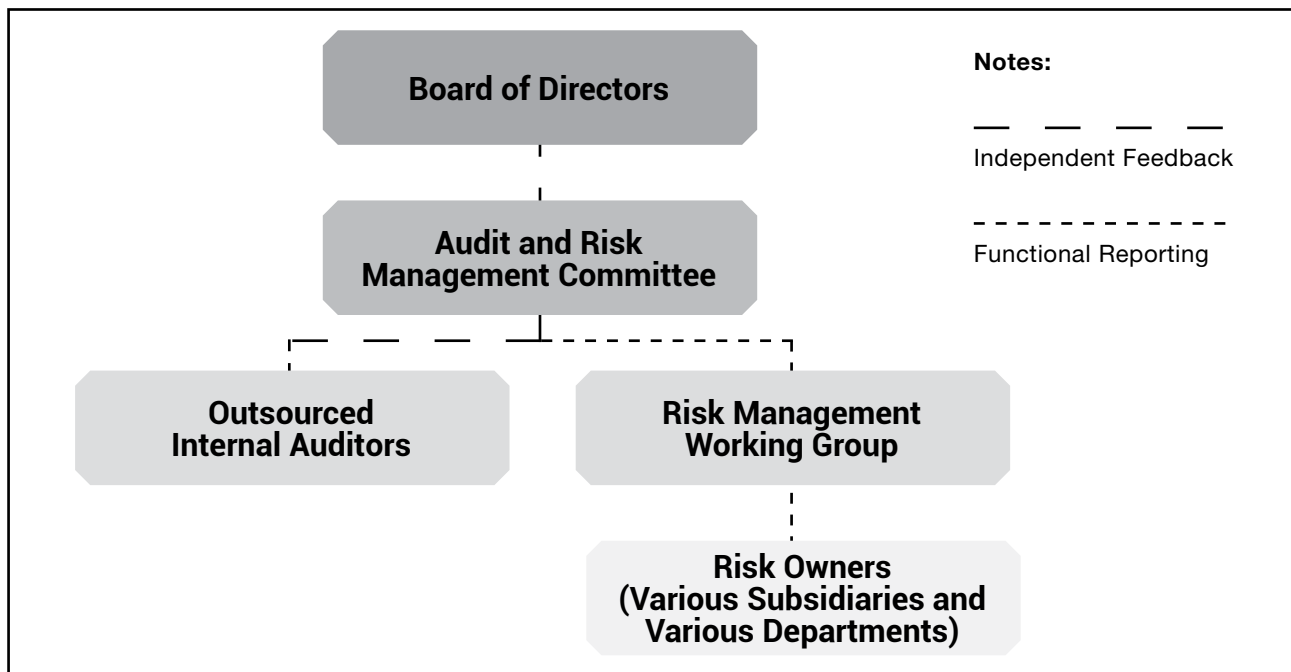 Board of Directors
Notes:
Independent Feedback
Functional Reporting
Audit and Risk
Management Committee
Outsourced
Internal Auditors
Risk Management
Working Group
Risk Owners
(Various Subsidiaries and
Various Departments)